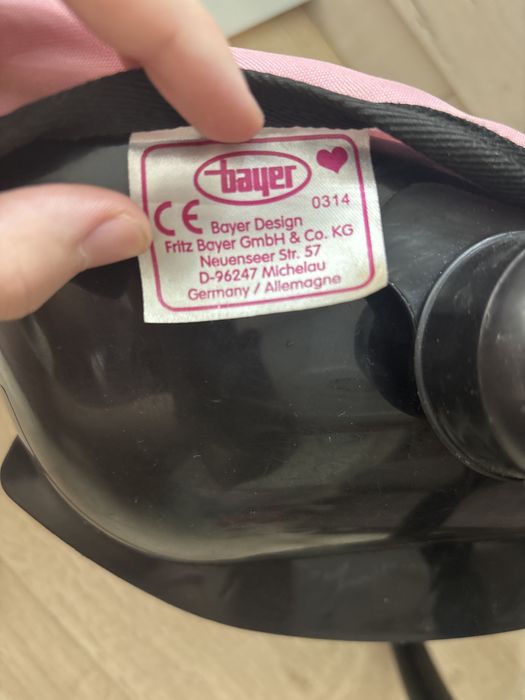 bayer
0314
CE Bayer Design
Fritz Bayer GmbH & Co. KG
Neuenseer Str. 57
D-96247 Michelau
Germany / Allemagne